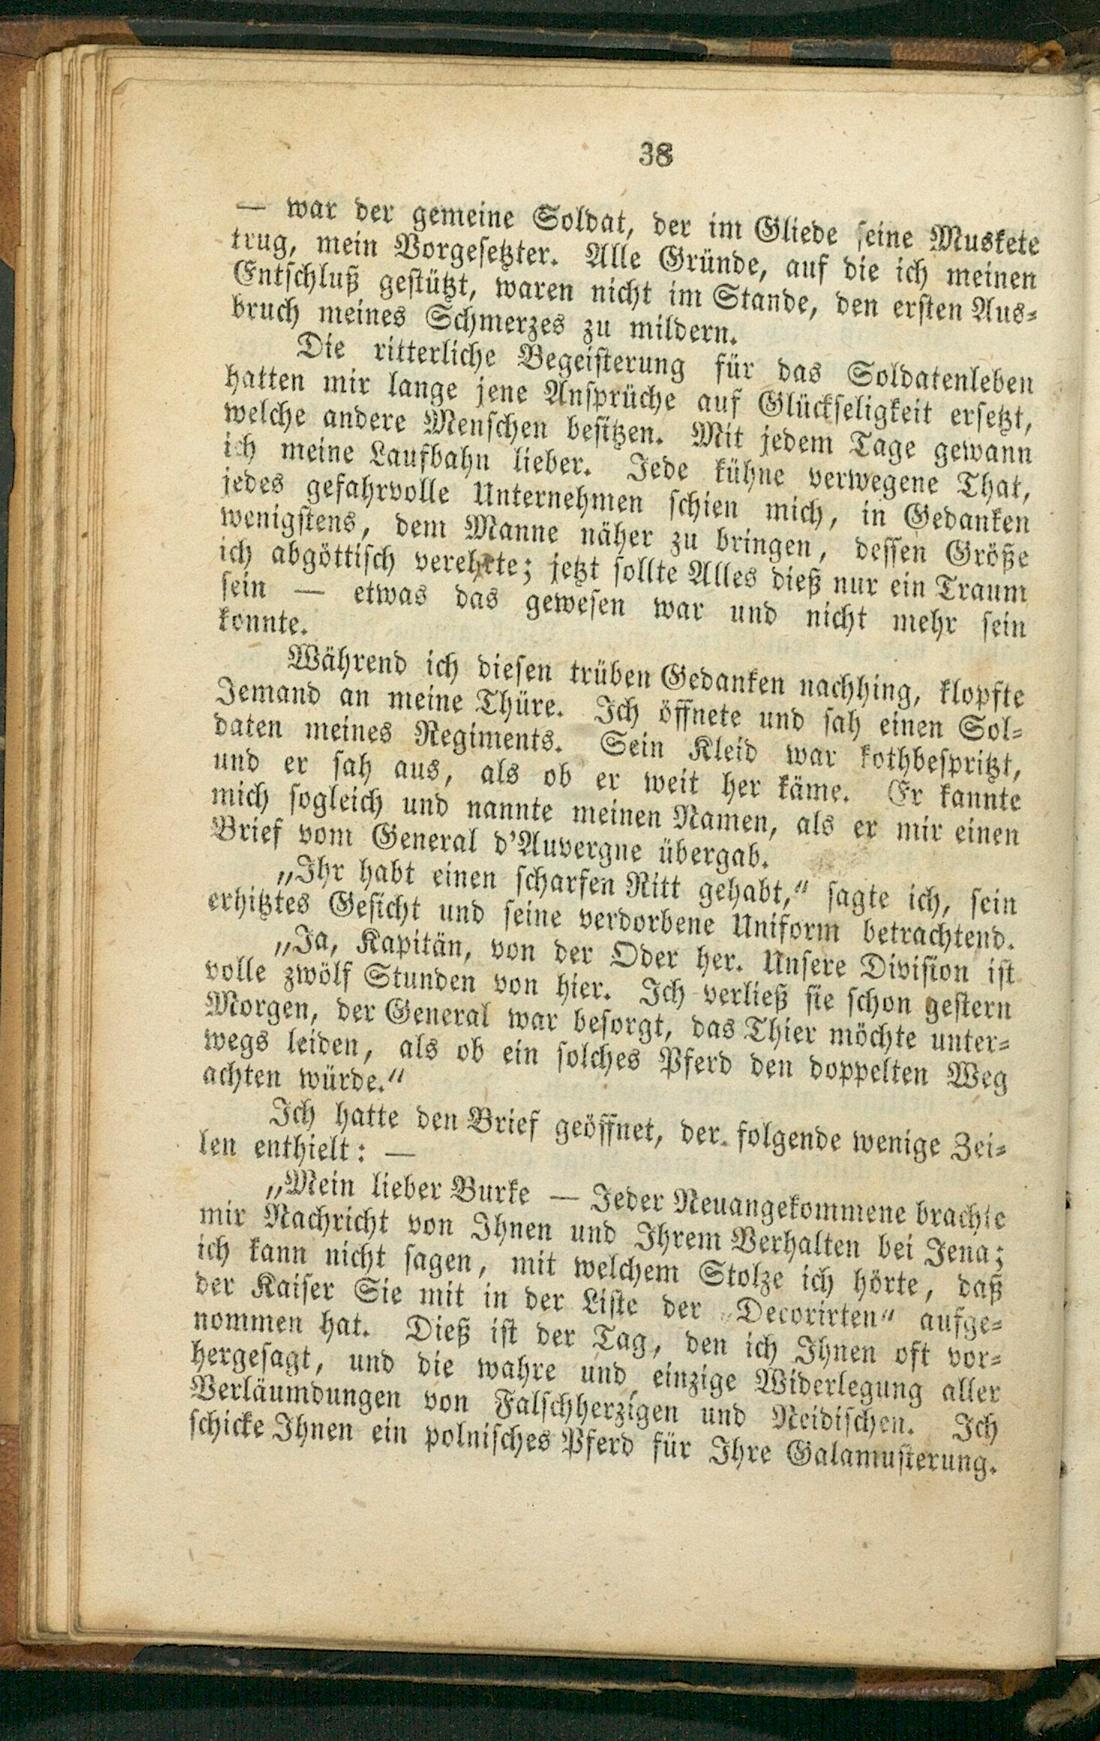 38
— war der gemeine Soldat, der im Gliede seine Muskete
trug, mein Vorgesetzter. Alle Gründe, auf die ich meinen
Entschluß gestützt, waren nicht im Stande, den ersten Aus-
bruch meines Schmerzes zu mildern.
Die ritterliche Begeisterung für das Soldatenleben
hatten mir lange jene Ansprüche auf Glückseligkeit ersetzt,
welche andere Menschen besitzen. Mit jedem Tage gewann
ich meine Laufbahn lieber. Jede kühne verwegene That,
jedes gefahrvolle Unternehmen schien mich, in Gedanken
wenigstens, dem Manne näher zu bringen, dessen Größe
ich abgöttisch verehrte; jetzt sollte Alles dieß nur ein Traum
sein — etwas das gewesen war und nicht mehr sein
konnte.
Während ich diesen trüben Gedanken nachhing, klopfte
Jemand an meine Thüre. Ich öffnete und sah einen Sol-
daten meines Regiments. Sein Kleid war kothbespritzt,
und er sah aus, als ob er weit her käme. Er kannte
mich sogleich und nannte meinen Namen, als er mir einen
Brief vom General d'Auvergne übergab.
„Ihr habt einen scharfen Ritt gehabt,“ sagte ich, sein
erhitztes Gesicht und seine verdorbene Uniform betrachtend.
„Ja, Kapitän, von der Oder her. Unsere Division ist
volle zwölf Stunden von hier. Ich verließ sie schon gestern
Morgen, der General war besorgt, das Thier möchte unter-
wegs leiden, als ob ein solches Pferd den doppelten Weg
achten würde.“
Ich hatte den Brief geöffnet, der folgende wenige Zei-
len enthielt: —
„Mein lieber Burke — Jeder Neuangekommene brachte
mir Nachricht von Ihnen und Ihrem Verhalten bei Jena;
ich kann nicht sagen, mit welchem Stolze ich hörte, daß
der Kaiser Sie mit in der Liste der „Decorirten“ aufge-
nommen hat. Dieß ist der Tag, den ich Ihnen oft vor-
hergesagt, und die wahre und einzige Widerlegung aller
Verläumdungen von Falschherzigen und Neidischen. Ich
schicke Ihnen ein polnisches Pferd für Ihre Galamusterung.